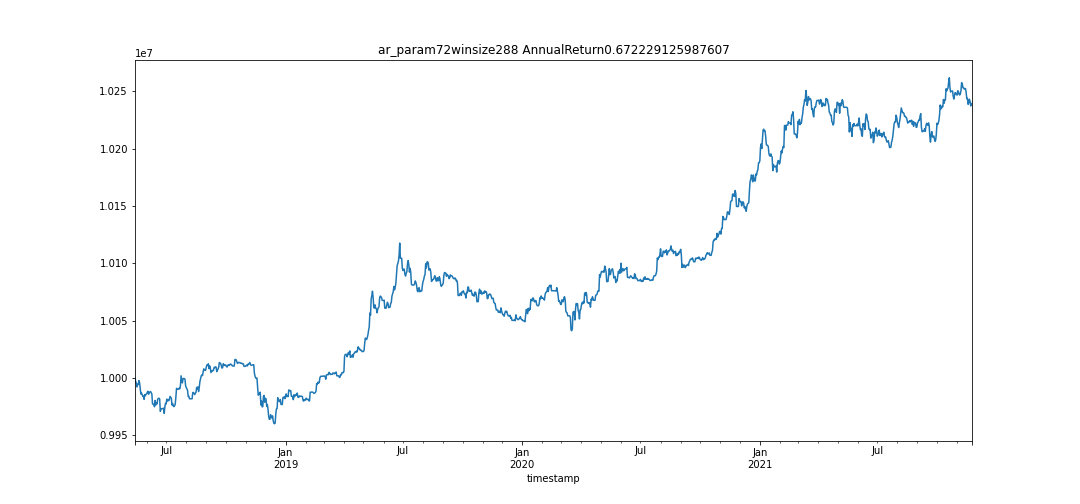 ar_param72winsize288 AnnualReturn0.672229125987607
1e7
1.025
1.020
1.015
1.010
1.005
1.000
0.995
Jul Jan Jul Jan Jul Jan Jul
2019 2020 2021
timestamp